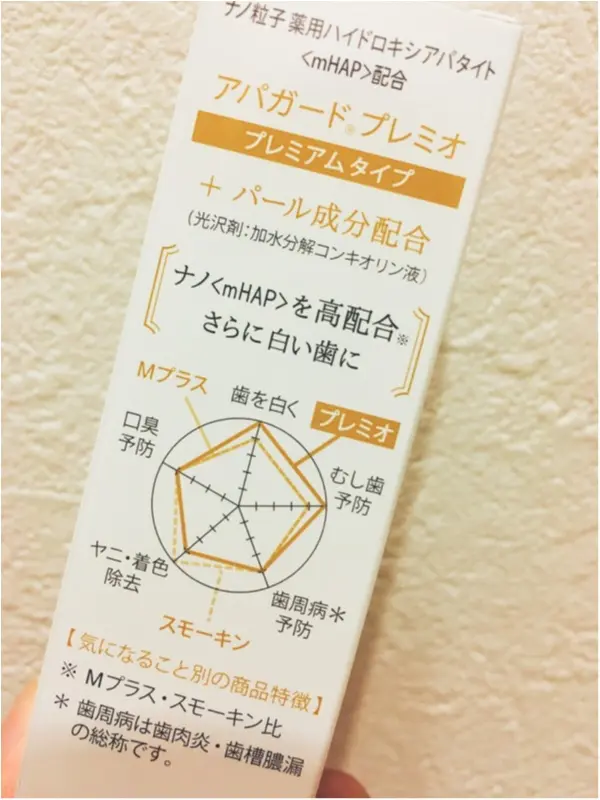 ナノ粒子 薬用ハイドロキシアパタイト
<mHAP>配合
アパガード® プレミオ
プレミアムタイプ
+ パール成分配合
(光沢剤:加水分解コンキオリン液)
ナノ<mHAP>を高配合※
さらに白い歯に
Mプラス
歯を白く
プレミオ
口臭
予防
むし歯
予防
ヤニ・着色
除去
歯周病*
予防
スモーキン
【気になること別の商品特徴】
※ Mプラス・スモーキン比
* 歯周病は歯肉炎・歯槽膿漏
の総称です。